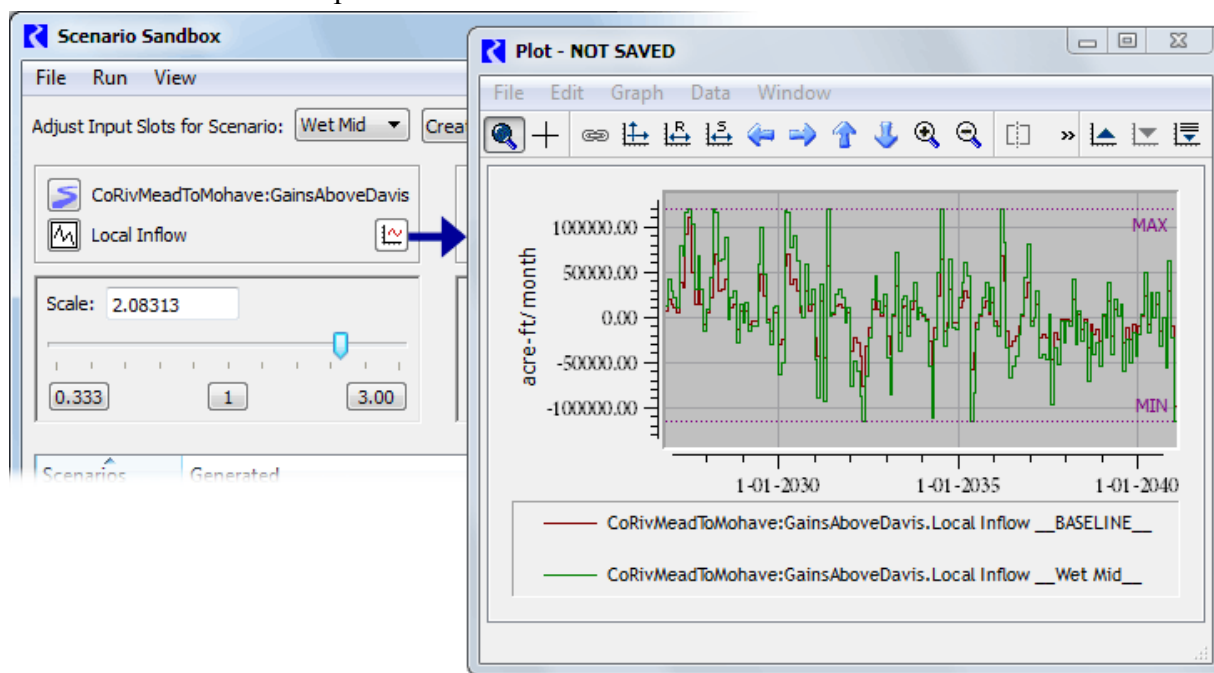 Scenario Sandbox
File Run View
Adjust Input Slots for Scenario: Wet Mid Crea
CoRivMeadToMohave:GainsAboveDavis
Local Inflow
Scale: 2.08313
0.333 1 3.00
Scenarios Generated
Plot - NOT SAVED
File Edit Graph Data Window
R S »
acre-ft/month
100000.00
50000.00
0.00
-50000.00
-100000.00
MAX
MIN
1-01-2030 1-01-2035 1-01-2040
CoRivMeadToMohave:GainsAboveDavis.Local Inflow __BASELINE__
CoRivMeadToMohave:GainsAboveDavis.Local Inflow __Wet Mid__